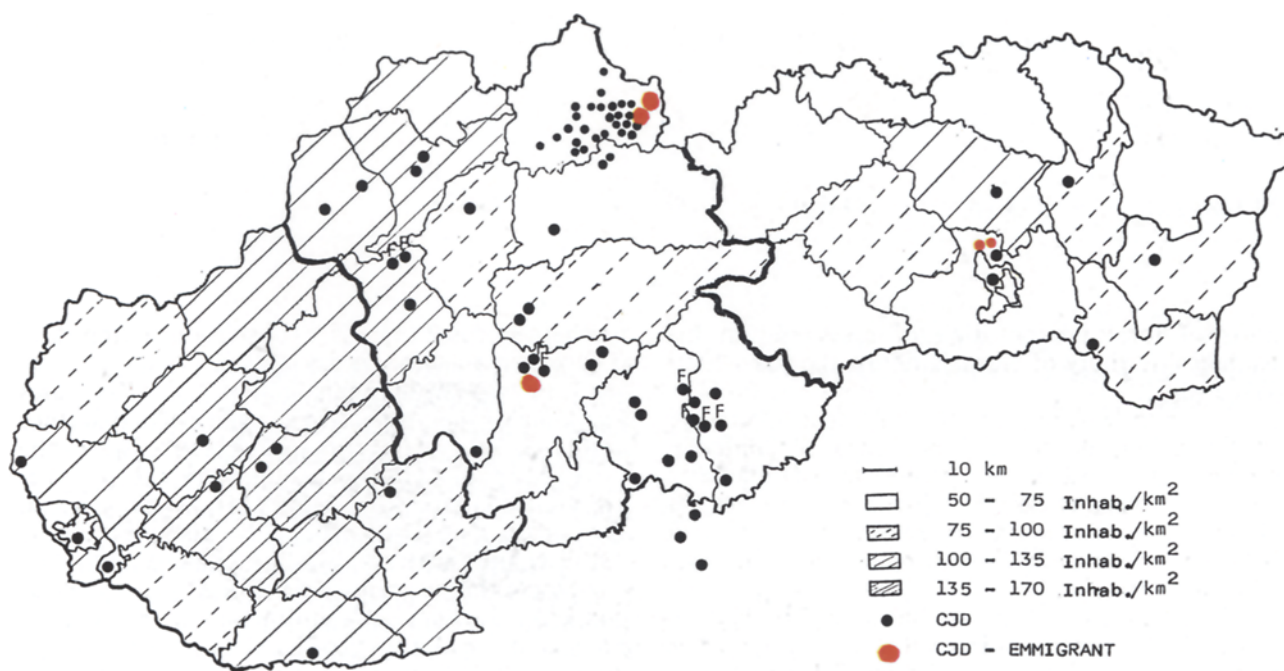 F F
F
F
F
F F F
10 km
50 - 75 Inhab./km²
75 - 100 Inhab./km²
100 - 135 Inhab./km²
135 - 170 Inhab./km²
CJD
CJD - EMMIGRANT